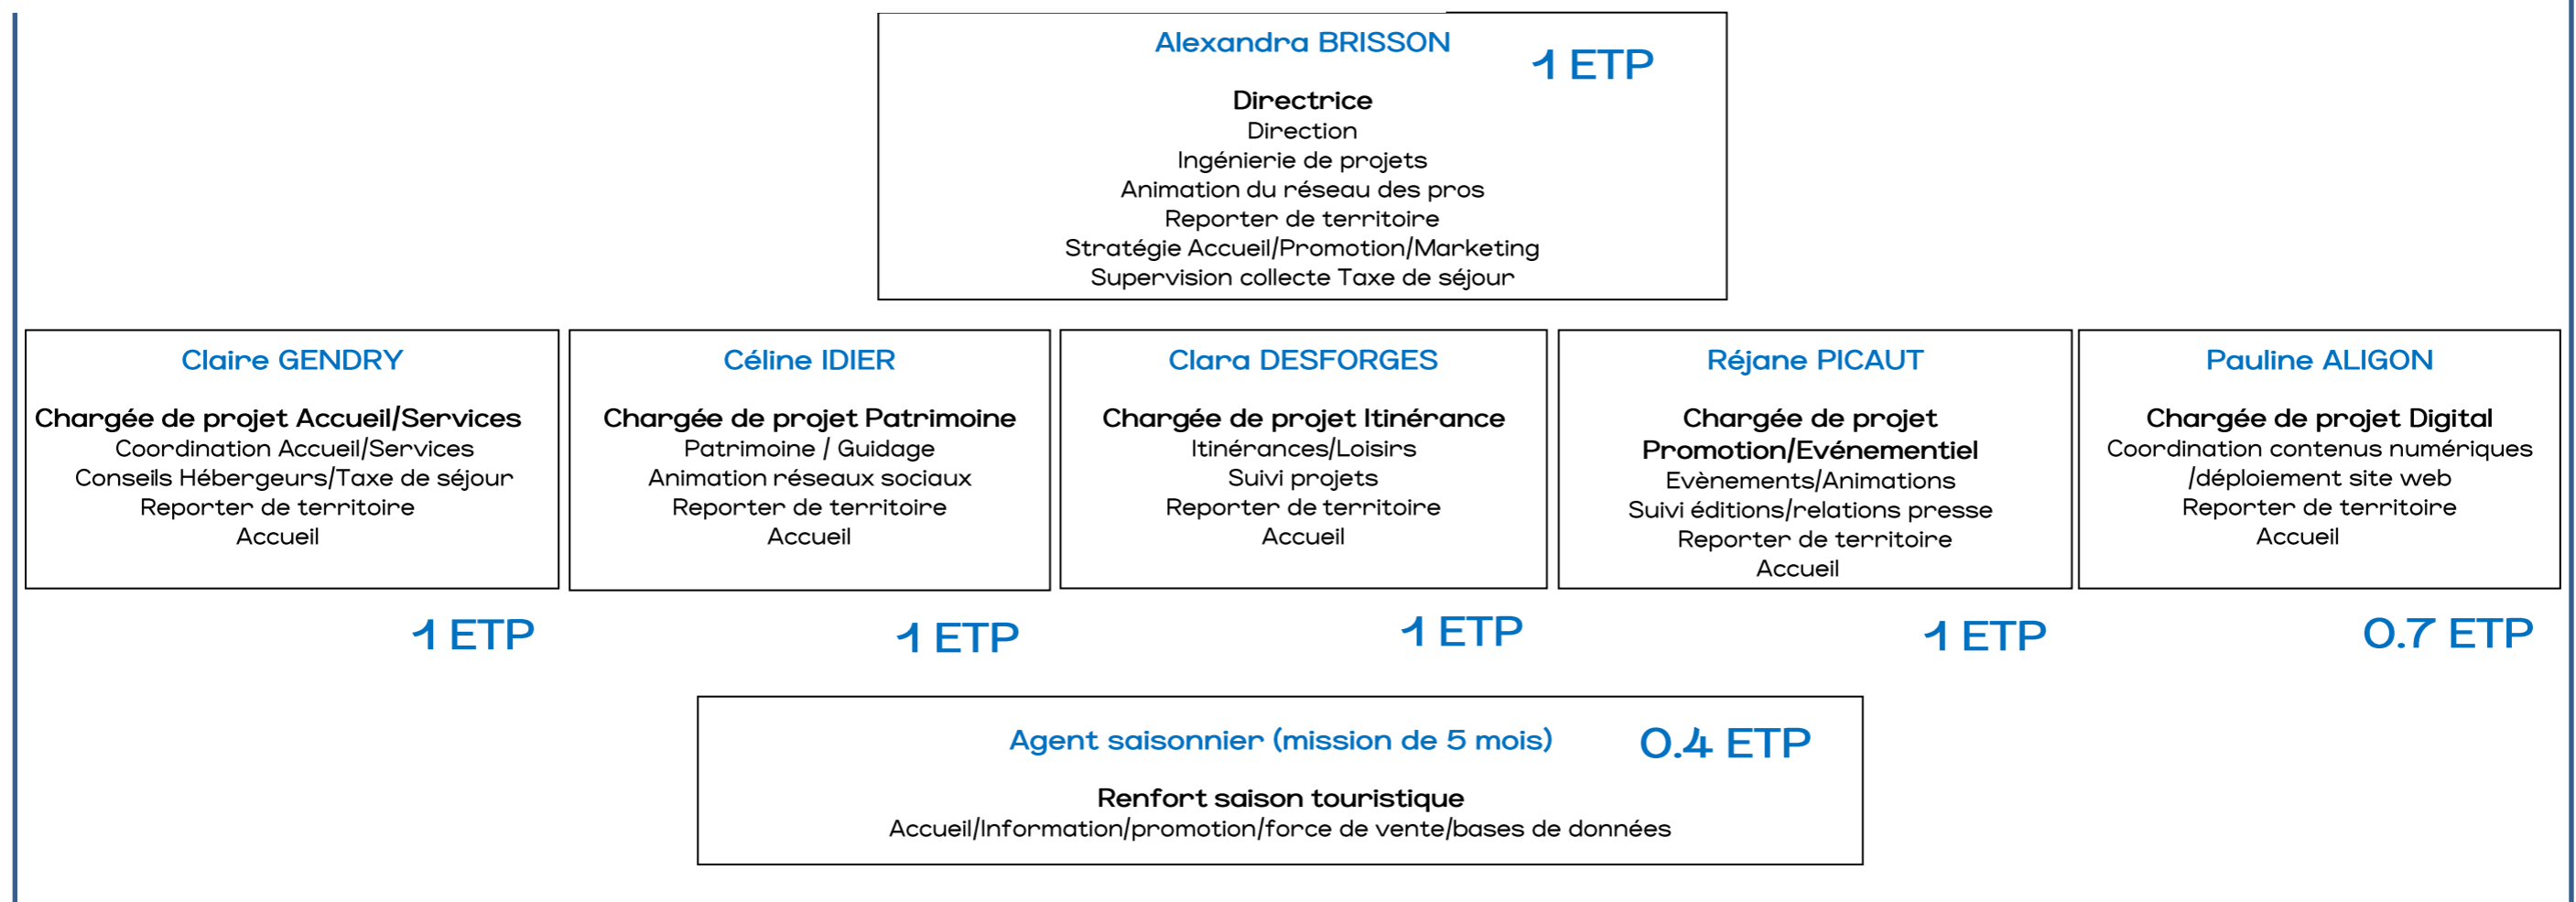 Alexandra BRISSON
1 ETP
Directrice
Direction
Ingénierie de projets
Animation du réseau des pros
Reporter de territoire
Stratégie Accueil/Promotion/Marketing
Supervision collecte Taxe de séjour
Claire GENDRY
Chargée de projet Accueil/Services
Coordination Accueil/Services
Conseils Hébergeurs/Taxe de séjour
Reporter de territoire
Accueil
1 ETP
Céline IDIER
Chargée de projet Patrimoine
Patrimoine / Guidage
Animation réseaux sociaux
Reporter de territoire
Accueil
1 ETP
Clara DESFORGES
Chargée de projet Itinérance
Itinérances/Loisirs
Suivi projets
Reporter de territoire
Accueil
1 ETP
Réjane PICAUT
Chargée de projet
Promotion/Evénementiel
Evènements/Animations
Suivi éditions/relations presse
Reporter de territoire
Accueil
1 ETP
Pauline ALIGON
Chargée de projet Digital
Coordination contenus numériques
/déploiement site web
Reporter de territoire
Accueil
0.7 ETP
Agent saisonnier (mission de 5 mois)
0.4 ETP
Renfort saison touristique
Accueil/Information/promotion/force de vente/bases de données